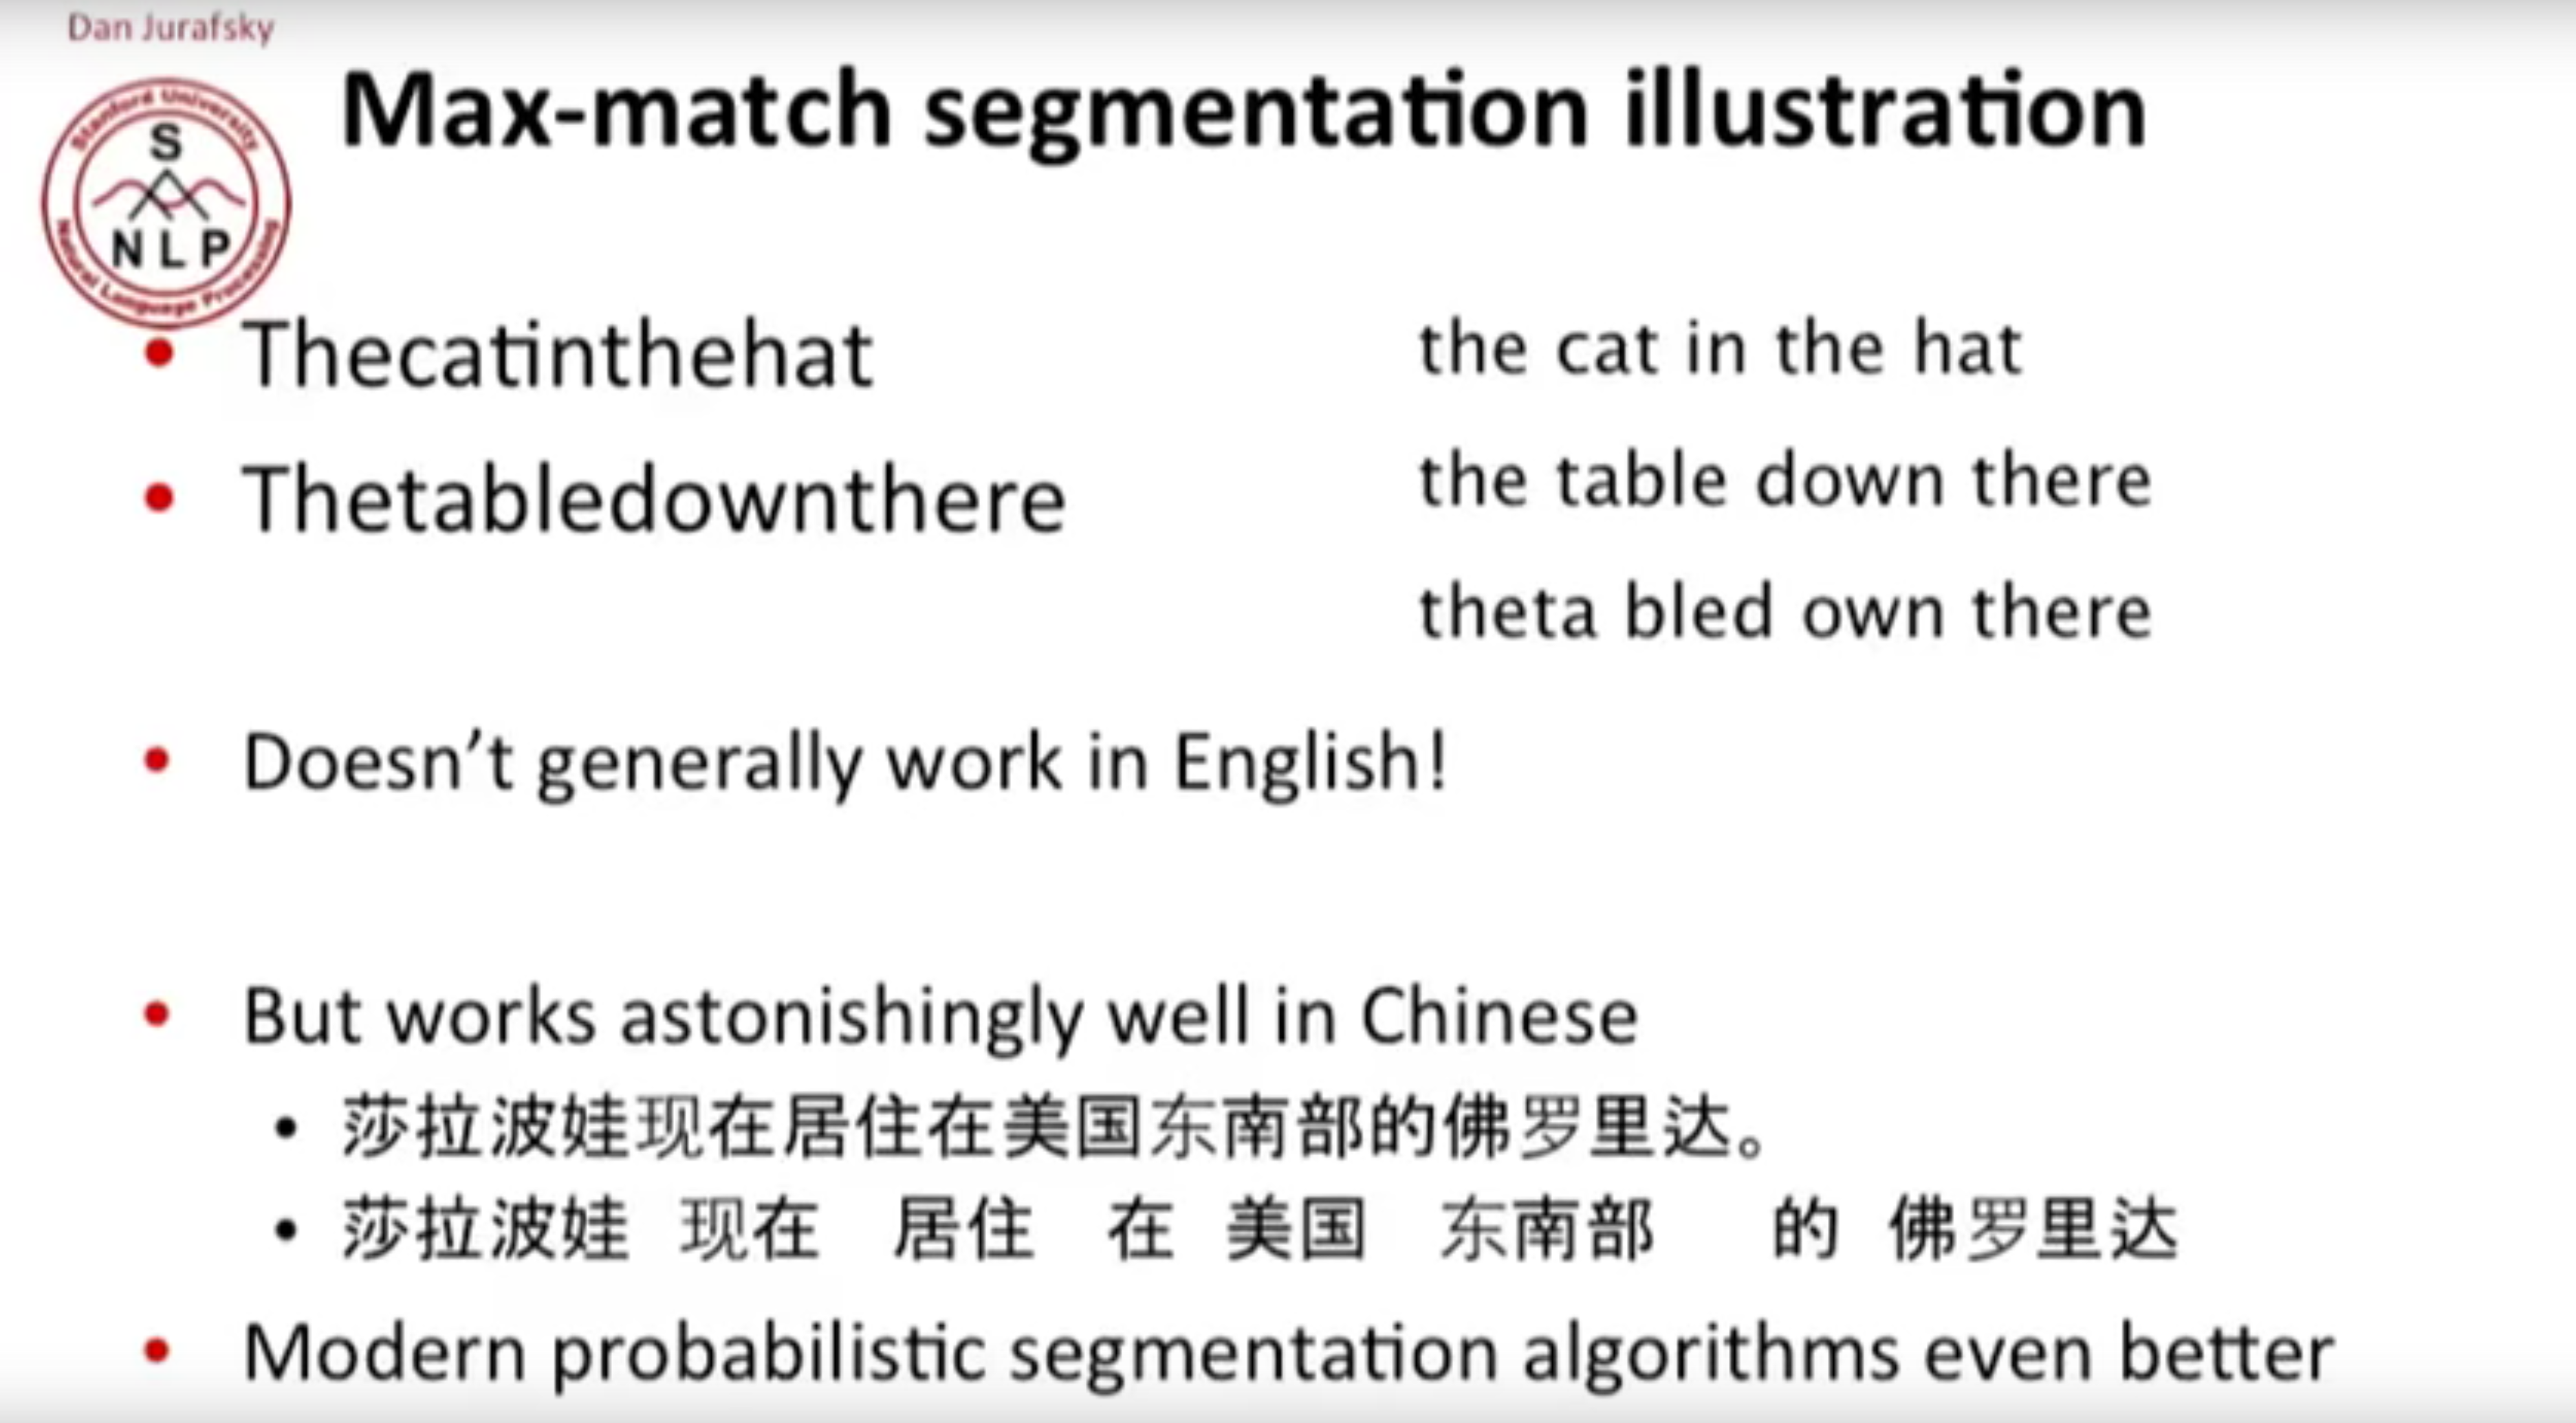 Dan Jurafsky
Max-match segmentation illustration
Stanford University
S
NLP
Natural Language Processing
• Thecatinthehat the cat in the hat
• Thetabledownthere the table down there
theta bled own there
• Doesn’t generally work in English!
• But works astonishingly well in Chinese
• 莎拉波娃现在居住在美国东南部的佛罗里达。
• 莎拉波娃 现在 居住 在 美国 东南部 的 佛罗里达
• Modern probabilistic segmentation algorithms even better